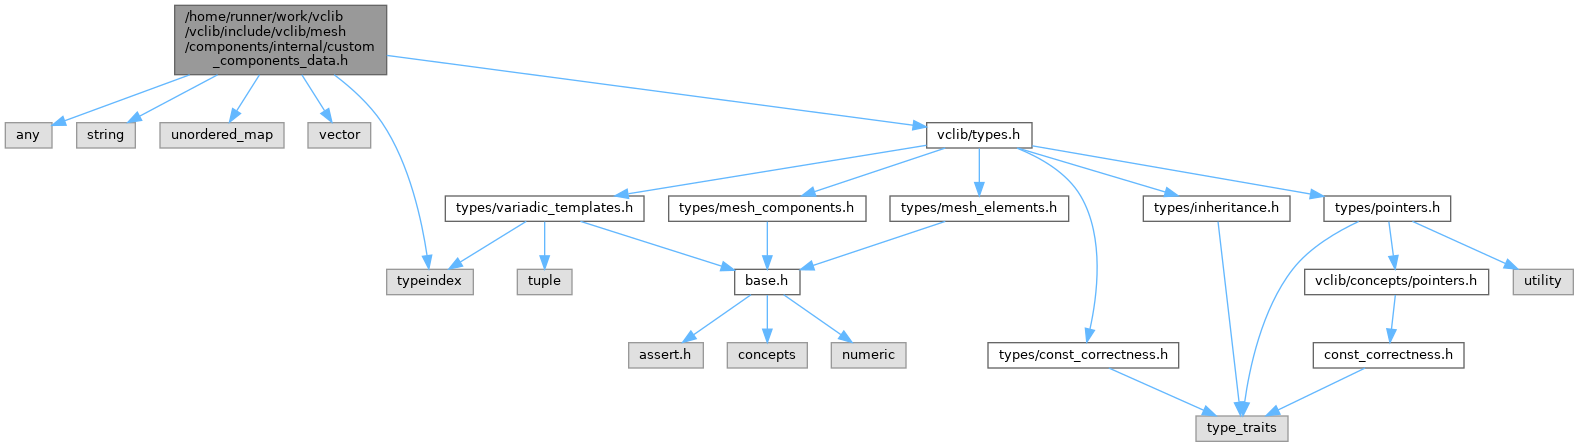 /home/runner/work/vclib
/vclib/include/vclib/mesh
/components/internal/custom
_components_data.h
any
string
unordered_map
vector
vclib/types.h
types/variadic_templates.h
types/mesh_components.h
types/mesh_elements.h
types/inheritance.h
types/pointers.h
typeindex
tuple
base.h
vclib/concepts/pointers.h
utility
assert.h
concepts
numeric
types/const_correctness.h
const_correctness.h
type_traits